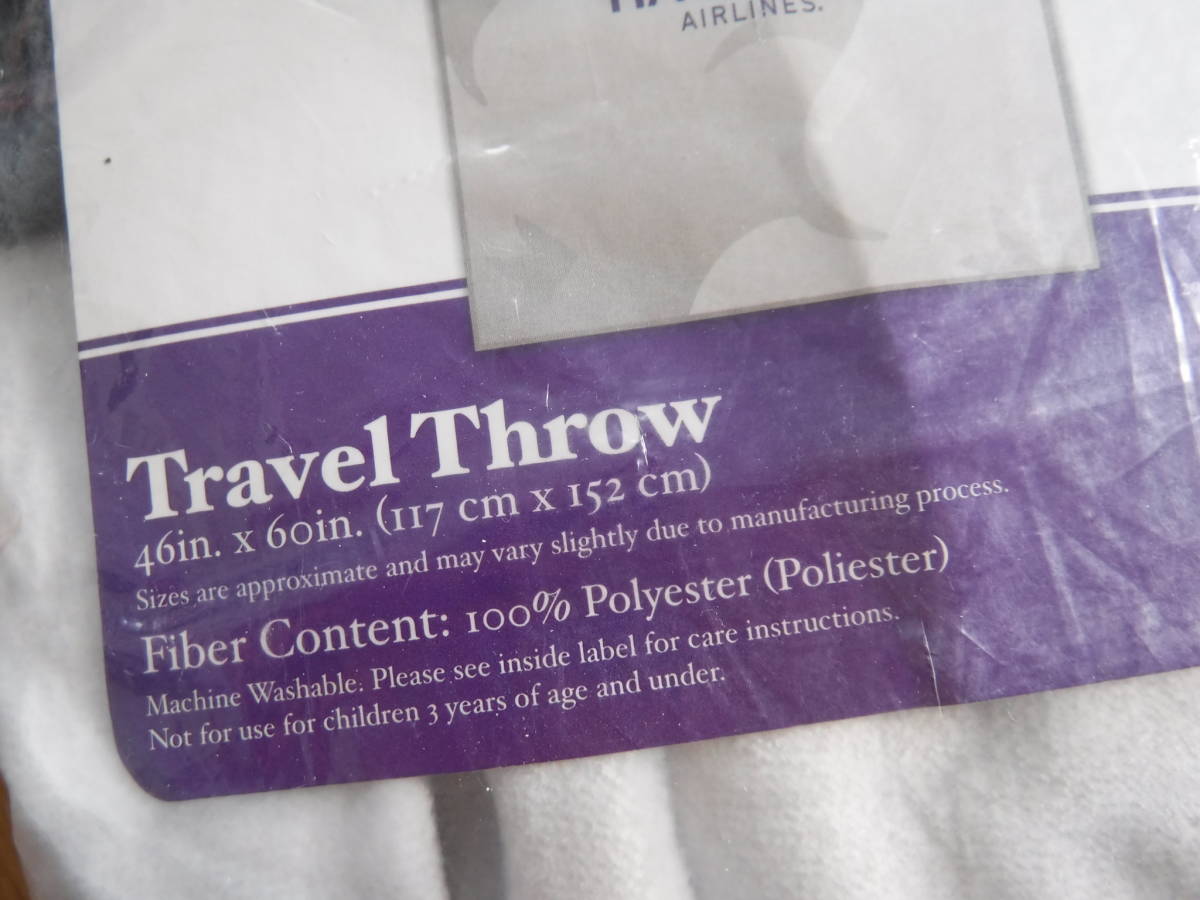 AIRLINES.
Travel Throw
46in. x 60in. (117 cm x 152 cm)
Sizes are approximate and may vary slightly due to manufacturing process.
Fiber Content: 100% Polyester (Poliester)
Machine Washable. Please see inside label for care instructions.
Not for use for children 3 years of age and under.